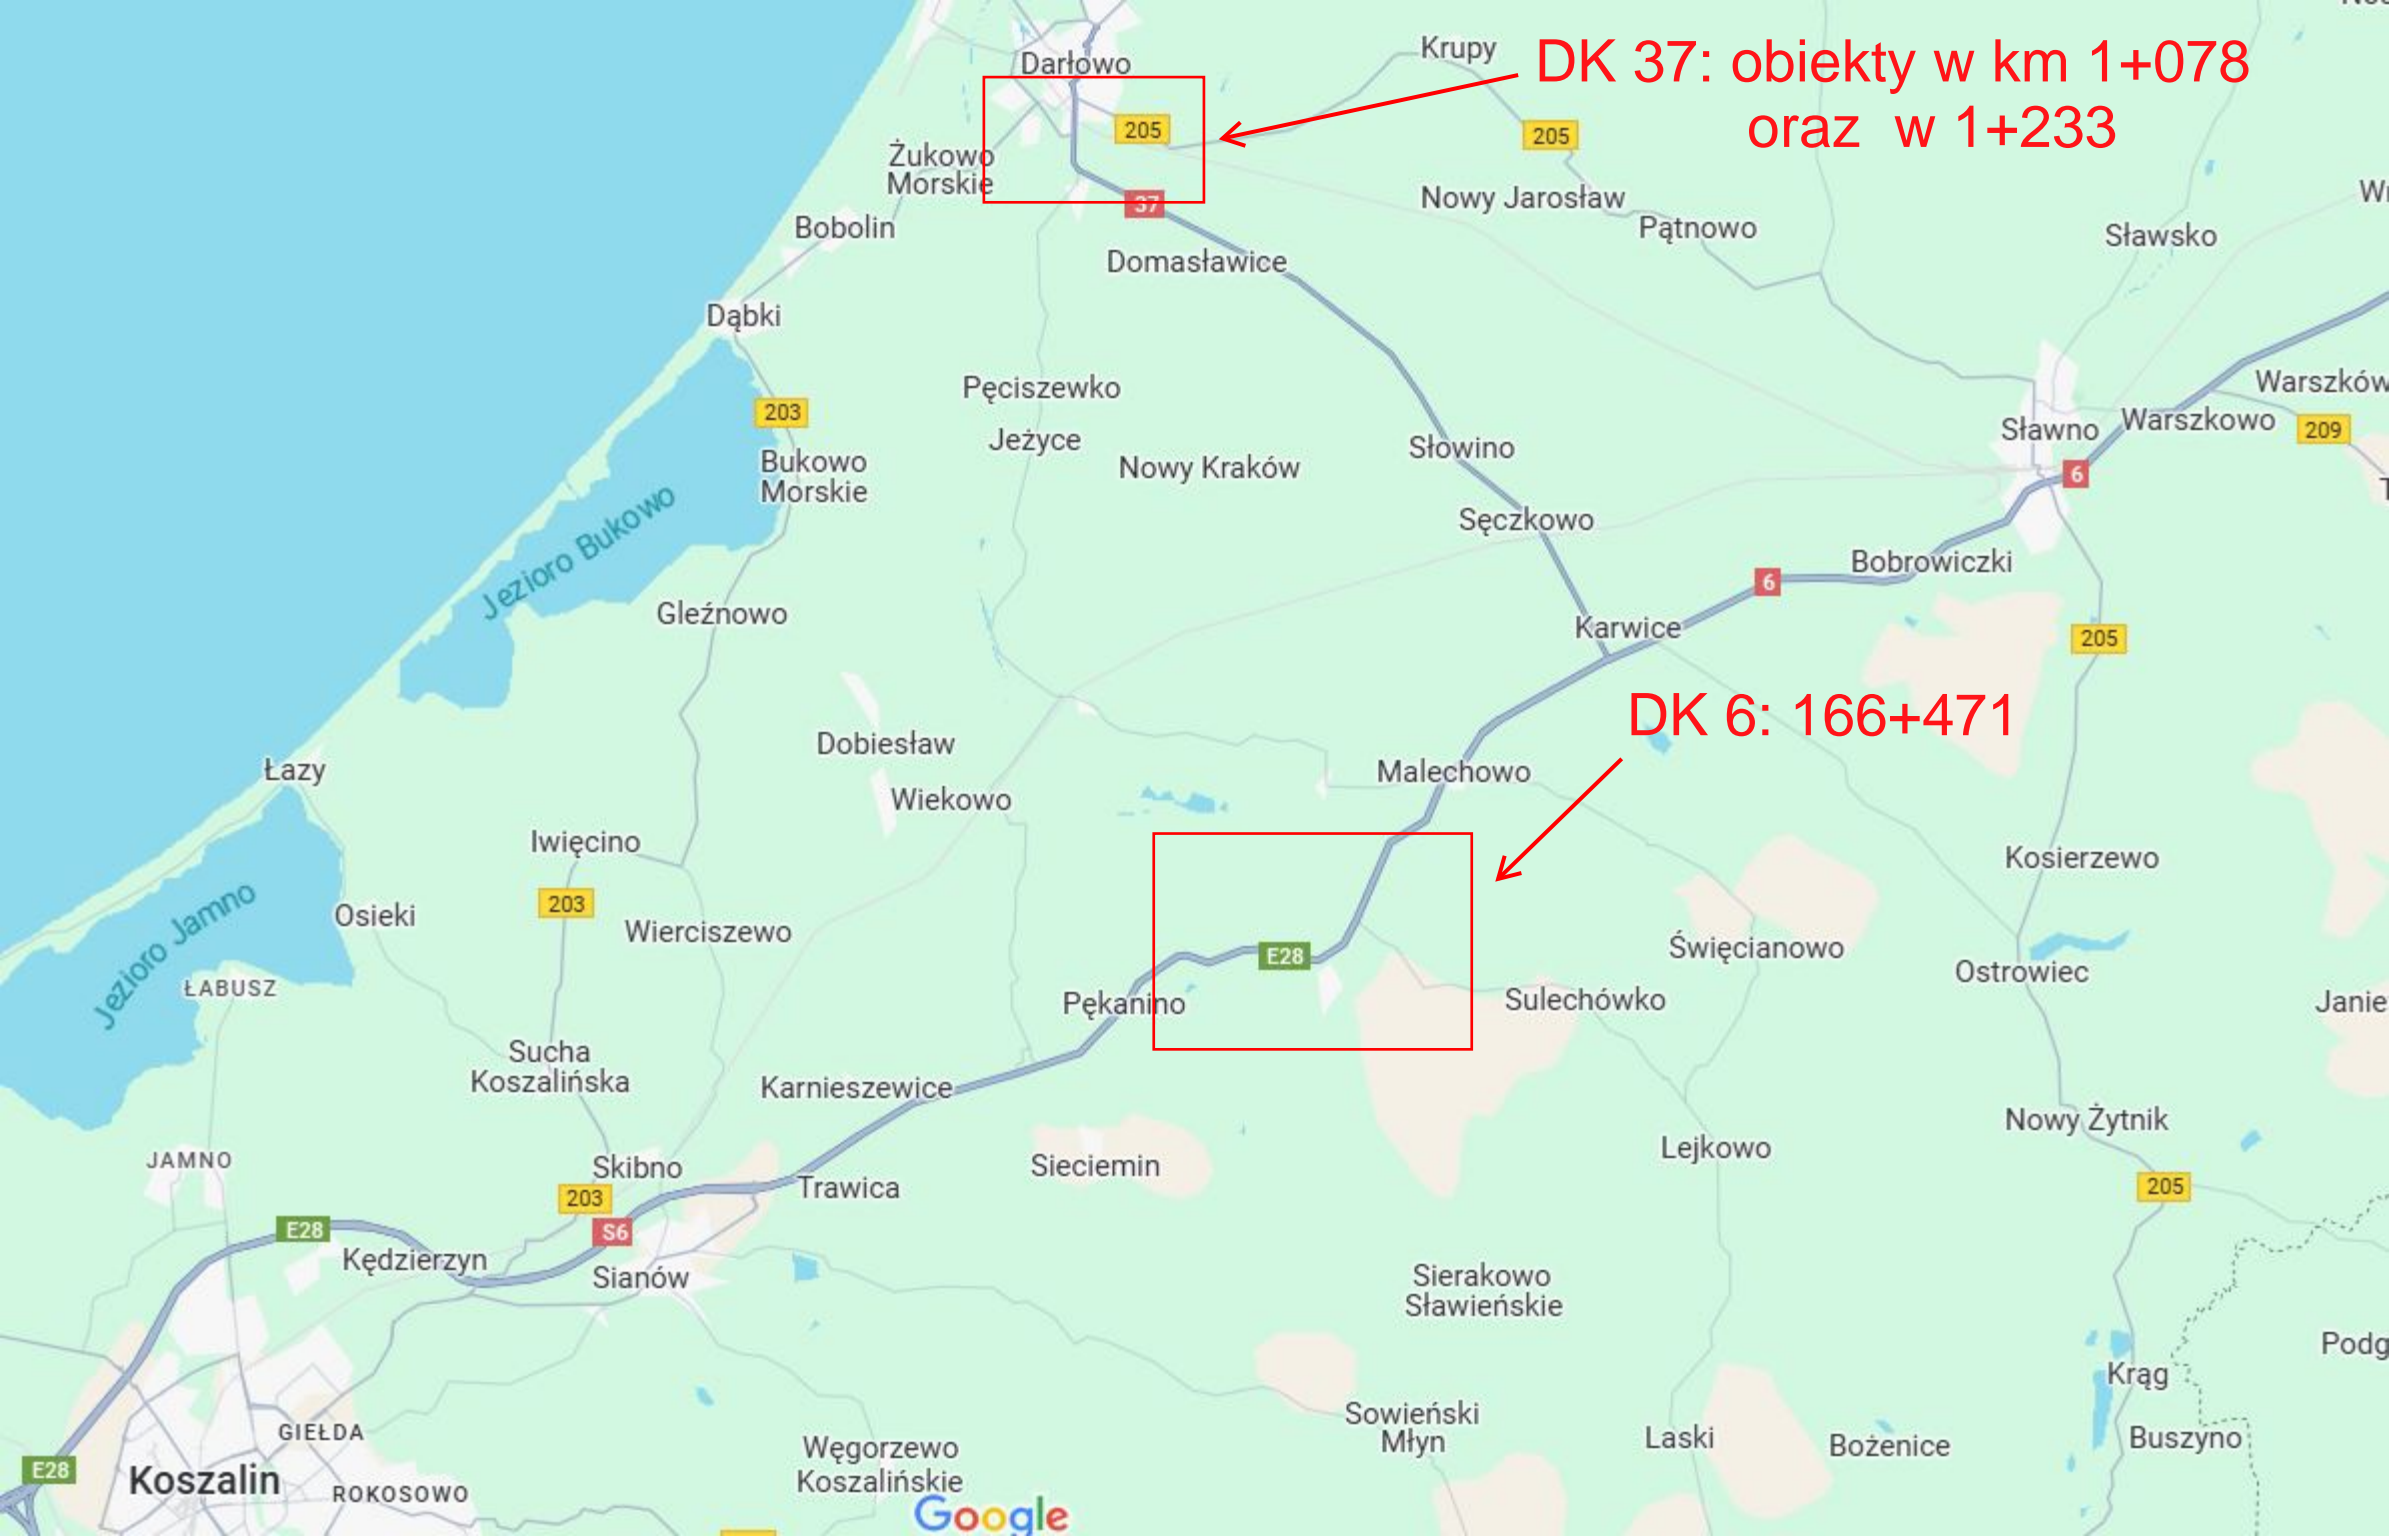 Darłowo
Krupy
DK 37: obiekty w km 1+078
oraz w 1+233
205
205
Żukowo
Morskie
37
Nowy Jarosław
Pątnowo
Bobolin
Sławsko
Domasławice
Dąbki
Pęciszewko
Warszków
203
Jeżyce
Sławno
Warszkowo
209
Słowino
Bukowo
Morskie
Nowy Kraków
6
Jezioro Bukowo
Sęczkowo
Bobrowiczki
6
Gleźnowo
Karwice
205
DK 6: 166+471
Dobiesław
Łazy
Malechowo
Wiekowo
Iwięcino
Kosierzewo
203
Osieki
Jezioro Jamno
Wierciszewo
E28
Święcianowo
Ostrowiec
ŁABUSZ
Pękanino
Sulechówko
Janie
Sucha
Koszalińska
Karnieszewice
Nowy Żytnik
JAMNO
Skibno
Sieciemin
Lejkowo
203
Trawica
205
E28
S6
Kędzierzyn
Sianów
Sierakowo
Sławieńskie
Podg
Krąg
GIEŁDA
Sowieński
Młyn
Laski
Bożenice
Buszyno
Węgorzewo
Koszalińskie
E28
Koszalin
ROKOSOWO
Google